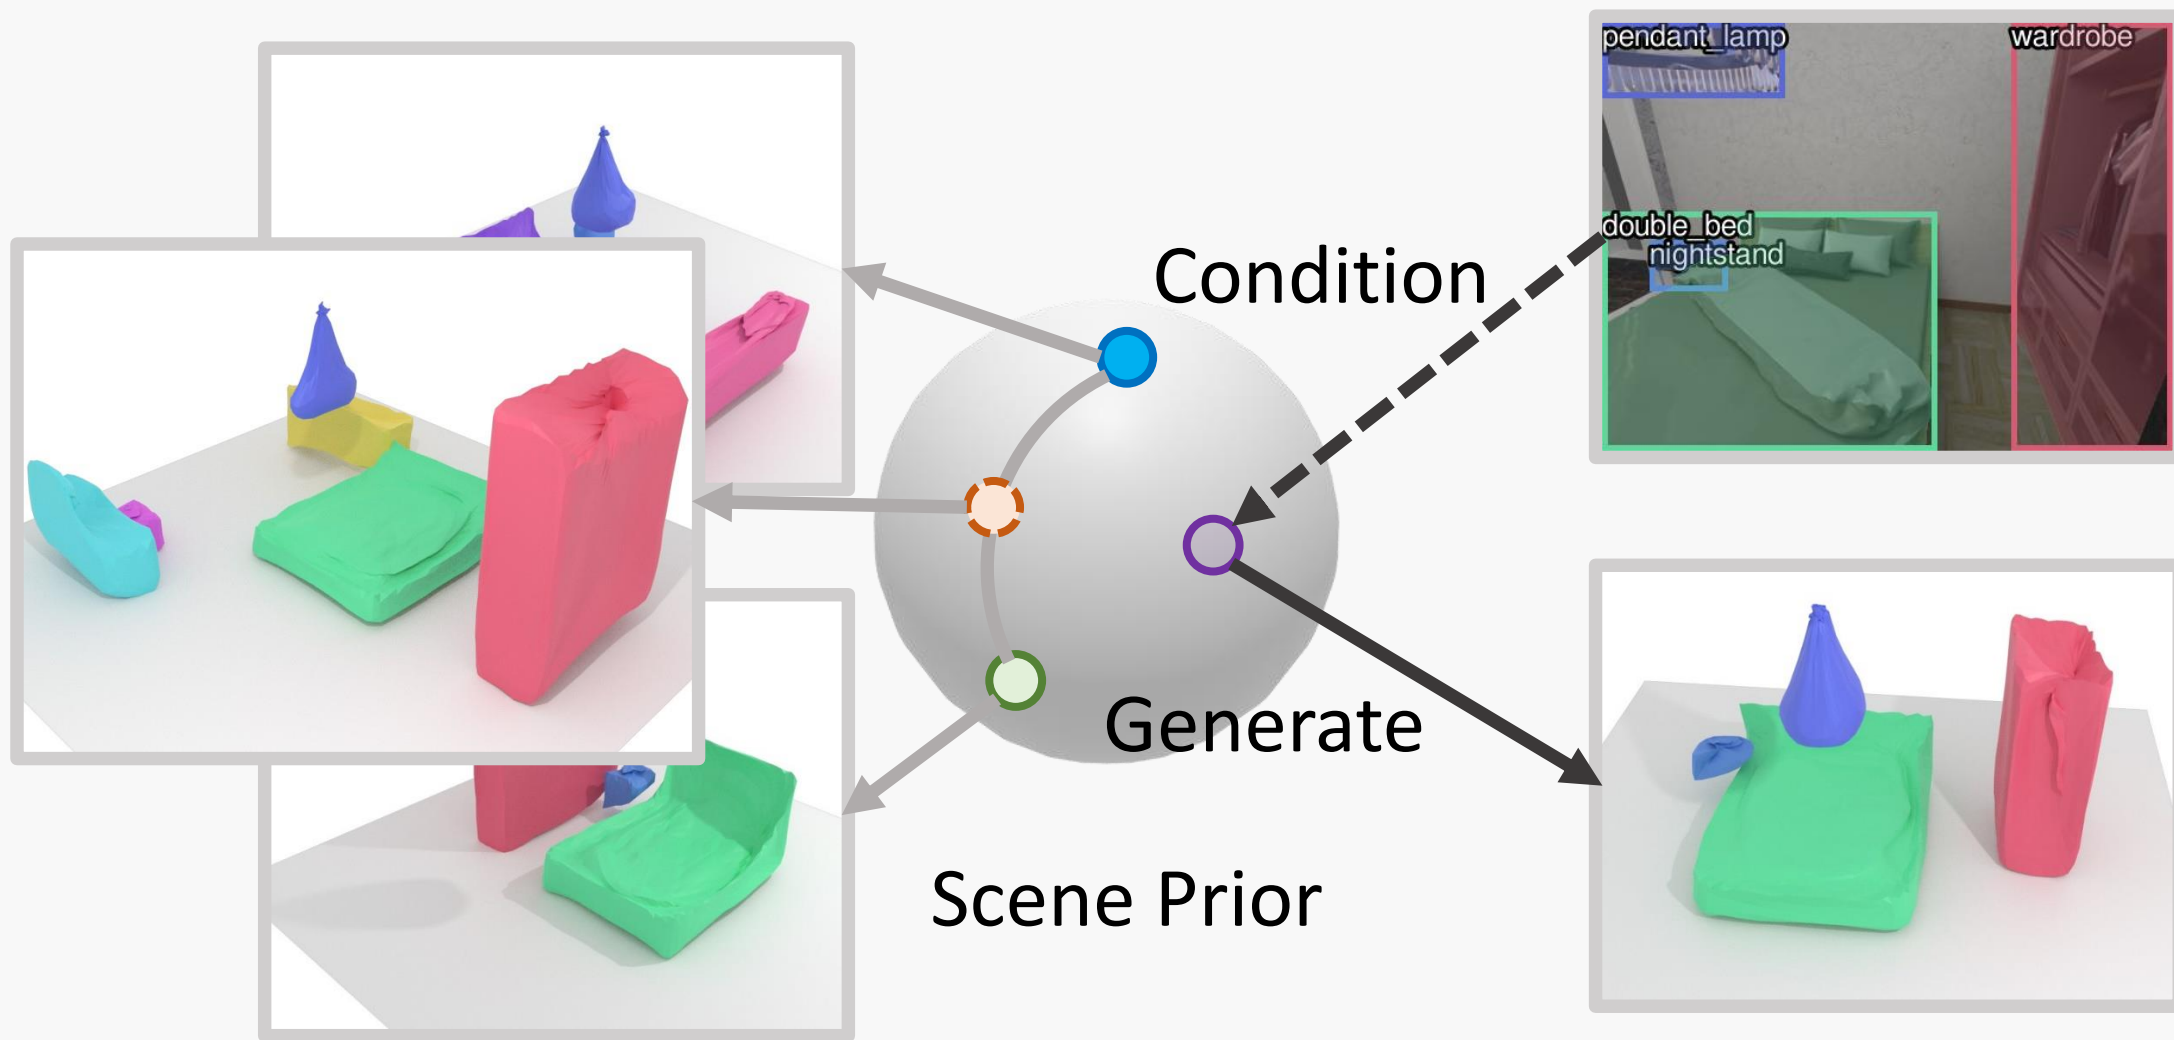 pendant_lamp
wardrobe
double_bed
nightstand
Condition
Generate
Scene Prior